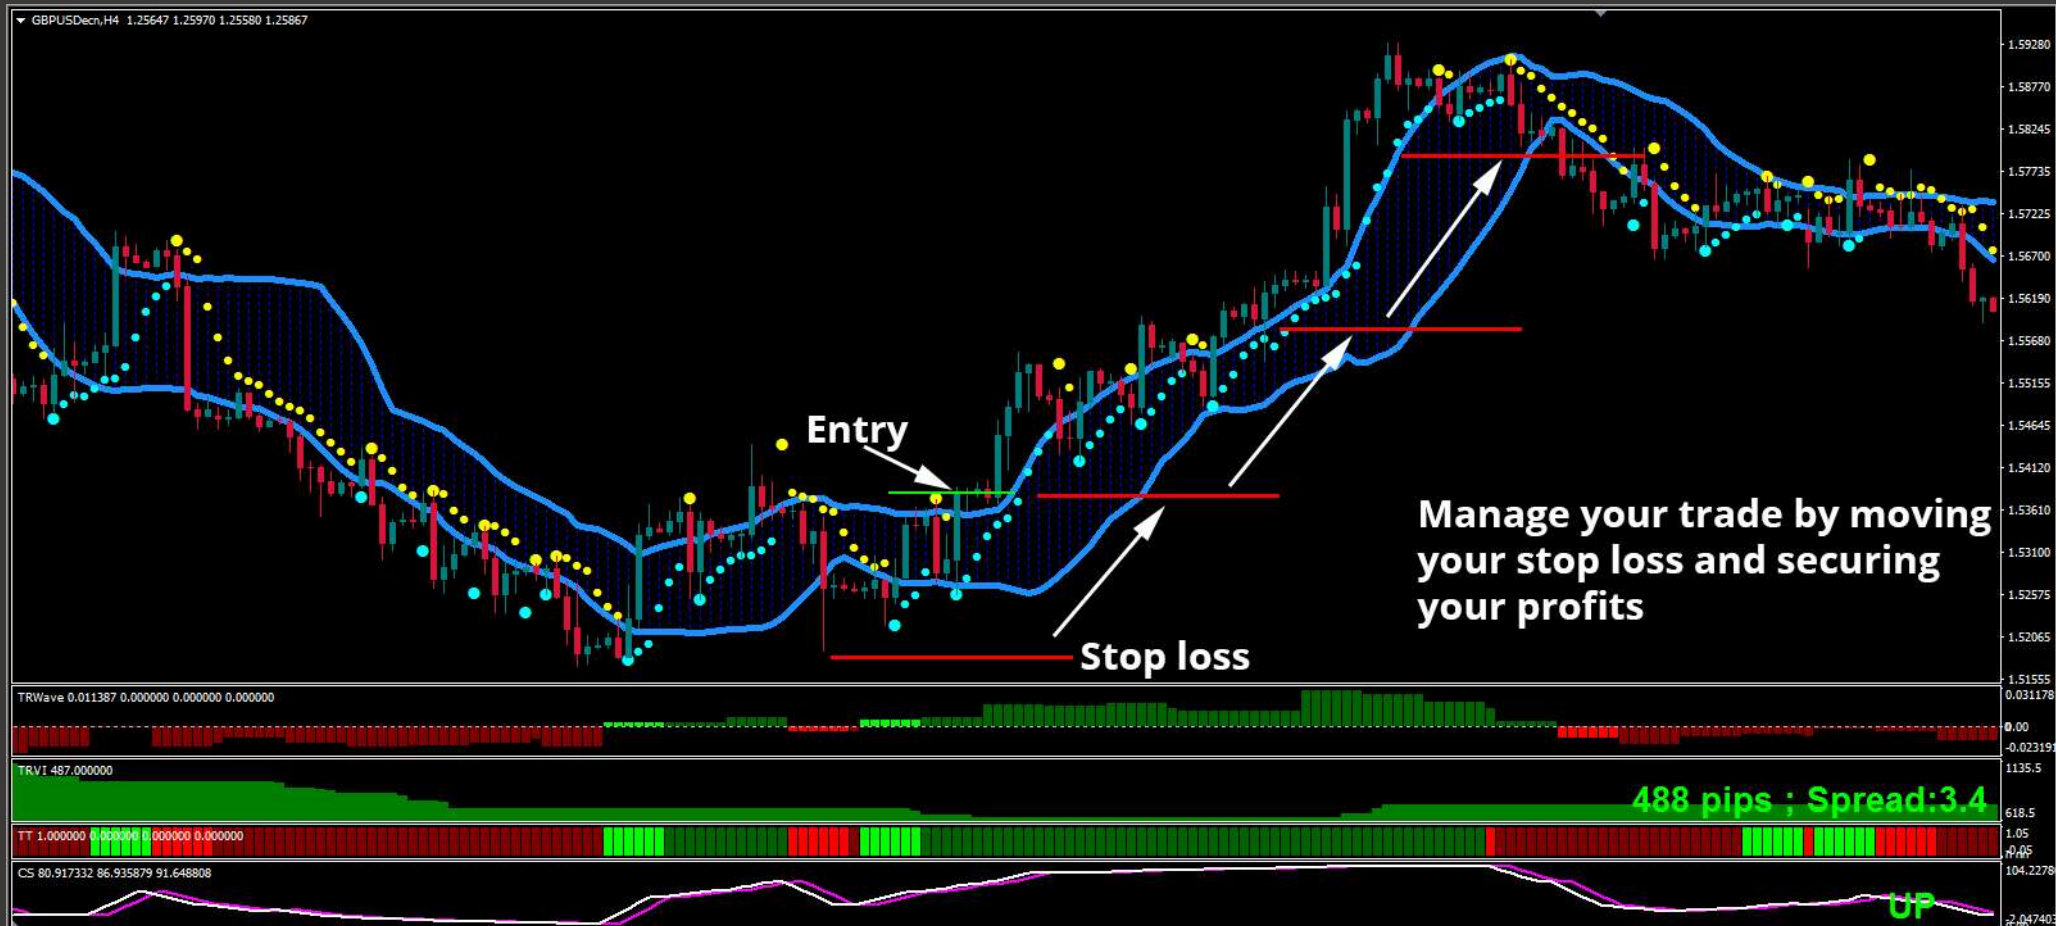 GBPUSDecn,H4 1.25647 1.25970 1.25580 1.25867
1.59280
1.58770
1.58245
1.57735
1.57225
1.56700
1.56190
1.55680
1.55155
1.54645
1.54120
1.53610
1.53100
1.52575
1.52065
1.51555
Entry
Manage your trade by moving
your stop loss and securing
your profits
Stop loss
TRWave 0.011387 0.000000 0.000000 0.000000
0.031178
0.00
-0.023191
TRVI 487.000000
1135.5
488 pips ; Spread:3.4
618.5
TT 1.000000 0.000000 0.000000 0.000000
1.05
-0.05
CS 80.917332 86.935879 91.648808
104.2278
UP
-2.047403